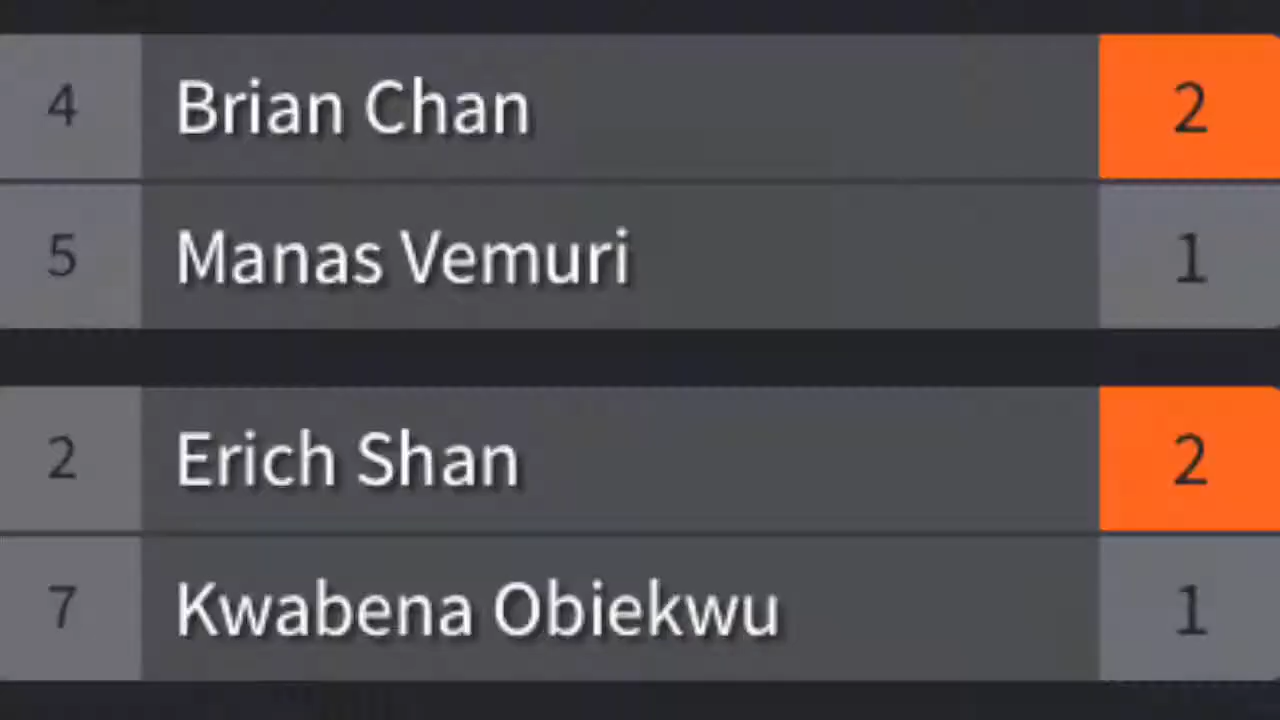 4 Brian Chan 2
5 Manas Vemuri 1
2 Erich Shan 2
7 Kwabena Obiekwu 1